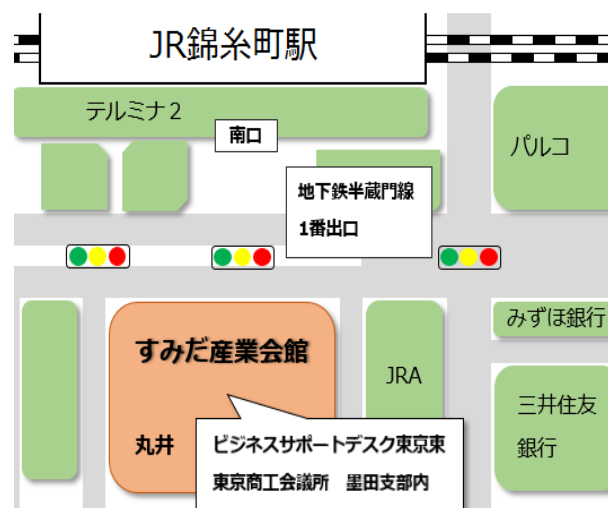 JR錦糸町駅
テルミナ2
南口
パルコ
地下鉄半蔵門線
1番出口
みずほ銀行
すみだ産業会館
JRA
三井住友
銀行
丸井
ビジネスサポートデスク東京東
東京商工会議所 墨田支部内